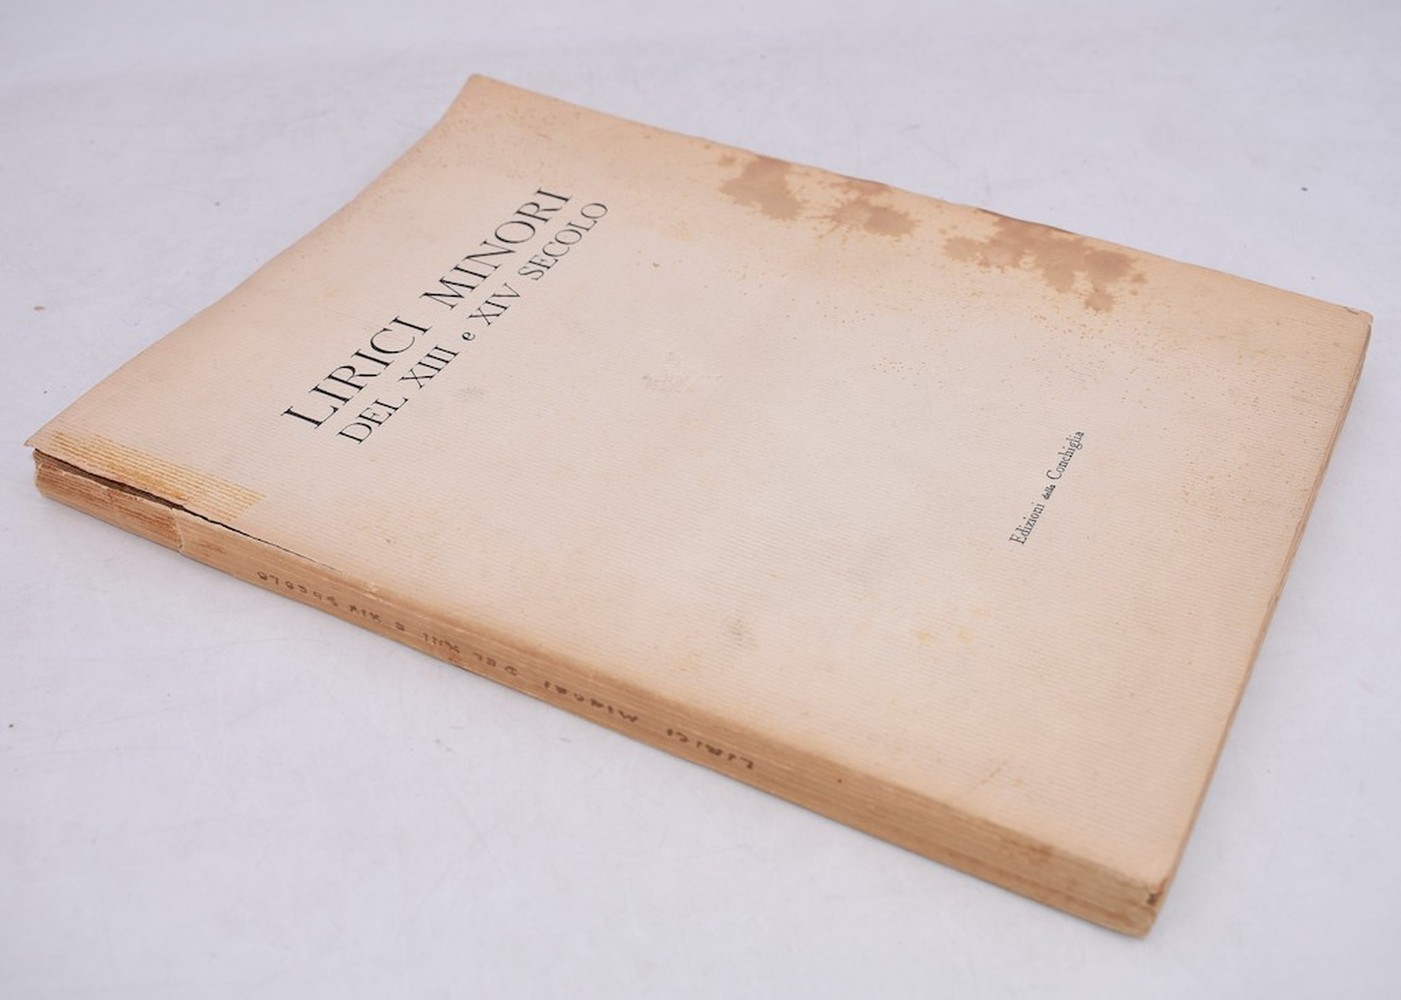 LIRICI MINORI
DEL XIII e XIV SECOLO
Edizioni della Conchiglia
LIRICI MINORI DEL XIII e XIV SECOLO